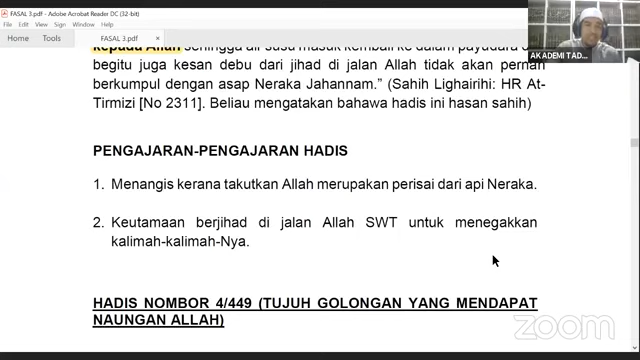 FASAL 3.pdf - Adobe Acrobat Reader DC (32-bit)
File Edit View Sign Window Help
Home Tools FASAL 3.pdf ×
kepada Allah sehingga air susu masuk kembali ke dalam payudara dan
begitu juga kesan debu dari jihad di jalan Allah tidak akan pernah
berkumpul dengan asap Neraka Jahannam.” (Sahih Lighairihi: HR At-
Tirmizi [No 2311]. Beliau mengatakan bahawa hadis ini hasan sahih)
PENGAJARAN-PENGAJARAN HADIS
1. Menangis kerana takutkan Allah merupakan perisai dari api Neraka.
2. Keutamaan berjihad di jalan Allah SWT untuk menegakkan
kalimah-kalimah-Nya.
HADIS NOMBOR 4/449 (TUJUH GOLONGAN YANG MENDAPAT
NAUNGAN ALLAH)
AKADEMI TAD...
zoom